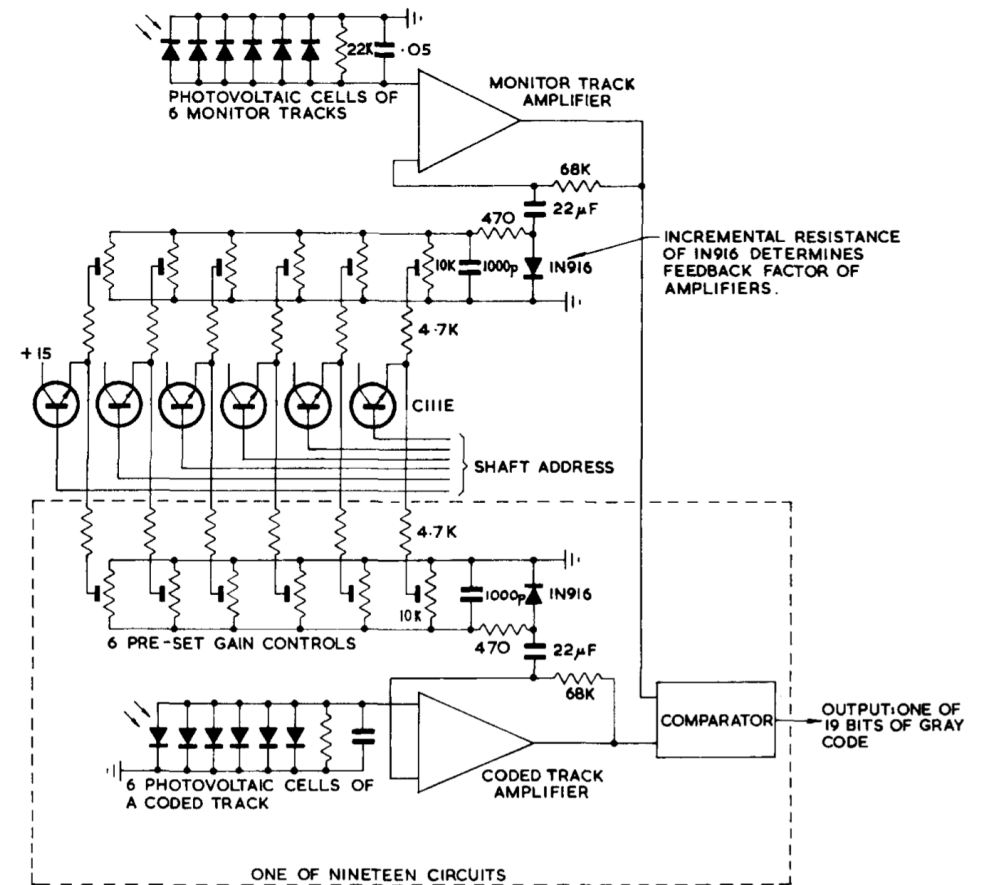 22K
.05
PHOTOVOLTAIC CELLS OF
6 MONITOR TRACKS
MONITOR TRACK
AMPLIFIER
68K
22µF
470
10K
1000p
1N916
INCREMENTAL RESISTANCE
OF 1N916 DETERMINES
FEEDBACK FACTOR OF
AMPLIFIERS.
4.7K
+15
C111E
SHAFT ADDRESS
4.7K
1000p
1N916
10K
6 PRE-SET GAIN CONTROLS
470
22µF
68K
COMPARATOR
OUTPUT:ONE OF
19 BITS OF GRAY
CODE
6 PHOTOVOLTAIC CELLS OF
A CODED TRACK
CODED TRACK
AMPLIFIER
ONE OF NINETEEN CIRCUITS